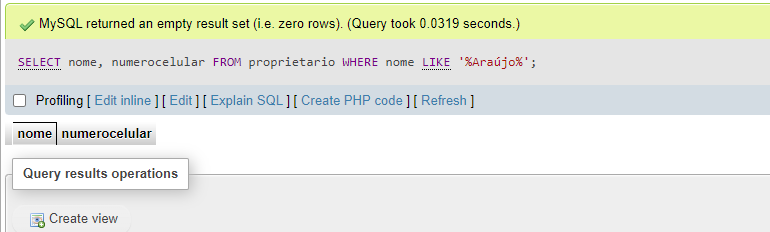 MySQL returned an empty result set (i.e. zero rows). (Query took 0.0319 seconds.)
SELECT nome, numerocelular FROM proprietario WHERE nome LIKE '%Araújo%';
Profiling [ Edit inline ] [ Edit ] [ Explain SQL ] [ Create PHP code ] [ Refresh ]
nome numerocelular
Query results operations
Create view